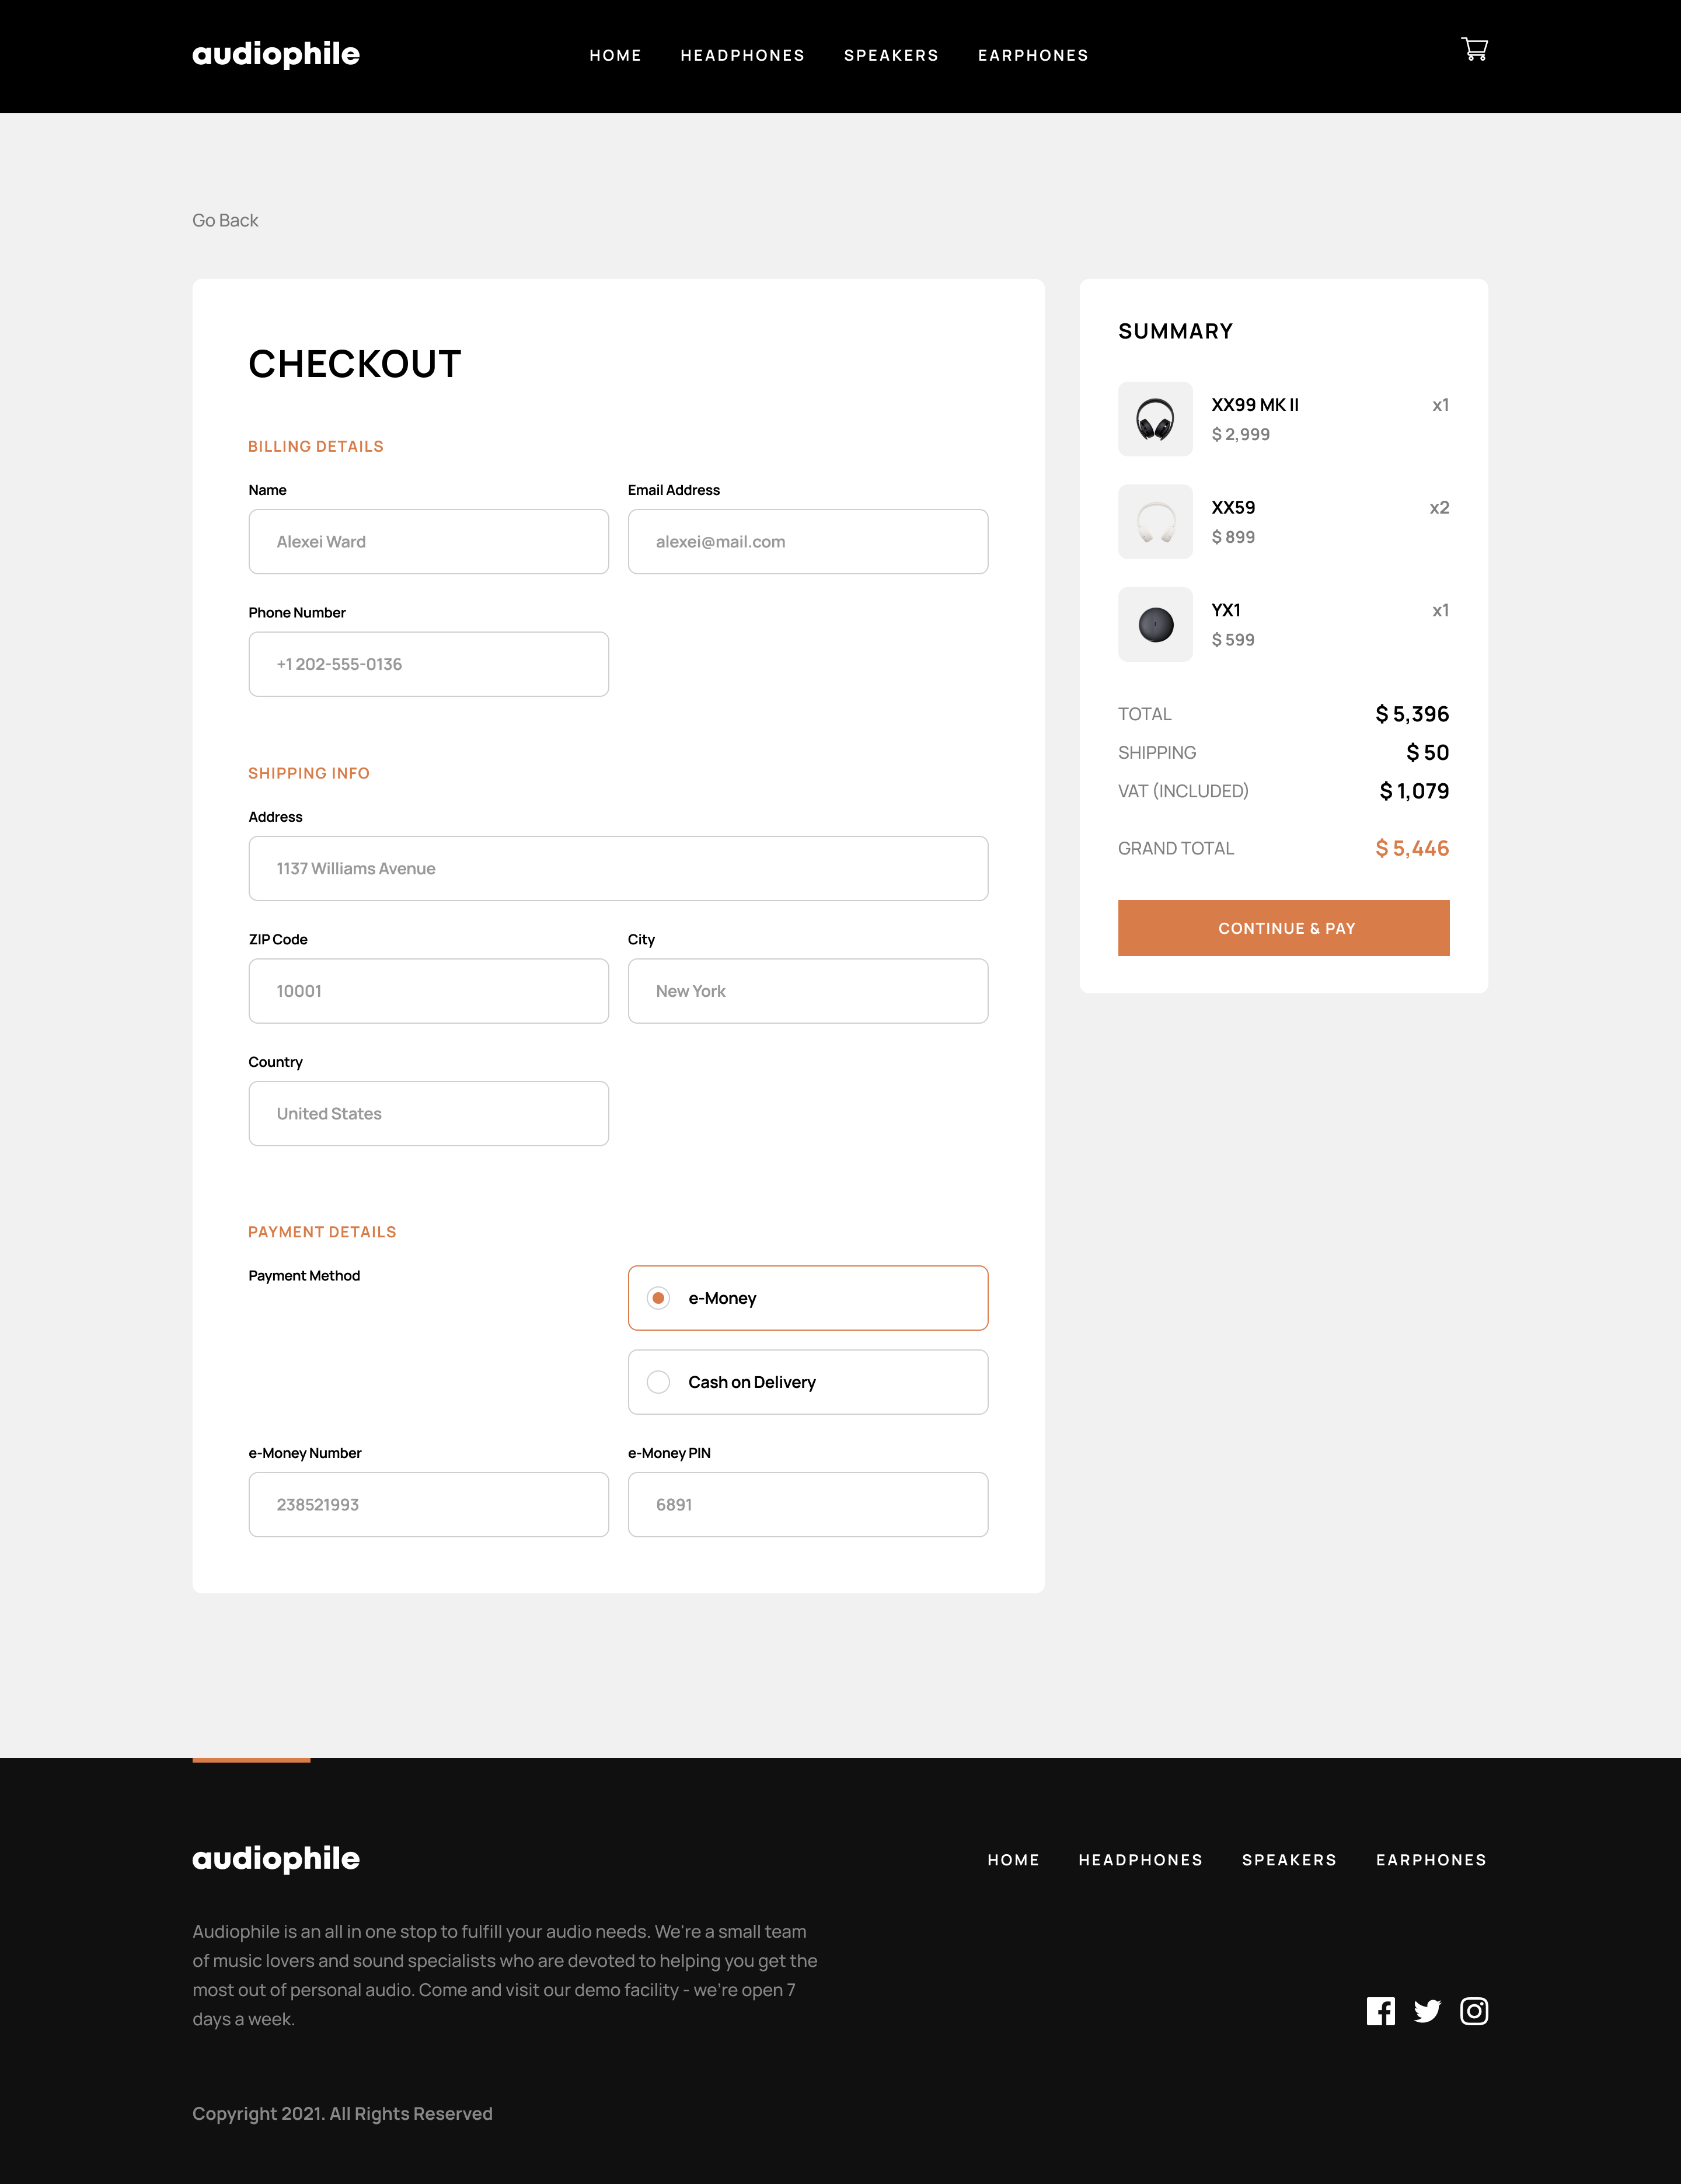 audiophile
HOME HEADPHONES SPEAKERS EARPHONES
Go Back
CHECKOUT
BILLING DETAILS
Name Email Address
Alexei Ward alexei@mail.com
Phone Number
+1 202-555-0136
SHIPPING INFO
Address
1137 Williams Avenue
ZIP Code City
10001 New York
Country
United States
PAYMENT DETAILS
Payment Method
e-Money
Cash on Delivery
e-Money Number e-Money PIN
238521993 6891
SUMMARY
XX99 MK II x1
$ 2,999
XX59 x2
$ 899
YX1 x1
$ 599
TOTAL $ 5,396
SHIPPING $ 50
VAT (INCLUDED) $ 1,079
GRAND TOTAL $ 5,446
CONTINUE & PAY
audiophile
HOME HEADPHONES SPEAKERS EARPHONES
Audiophile is an all in one stop to fulfill your audio needs. We're a small team
of music lovers and sound specialists who are devoted to helping you get the
most out of personal audio. Come and visit our demo facility - we’re open 7
days a week.
Copyright 2021. All Rights Reserved